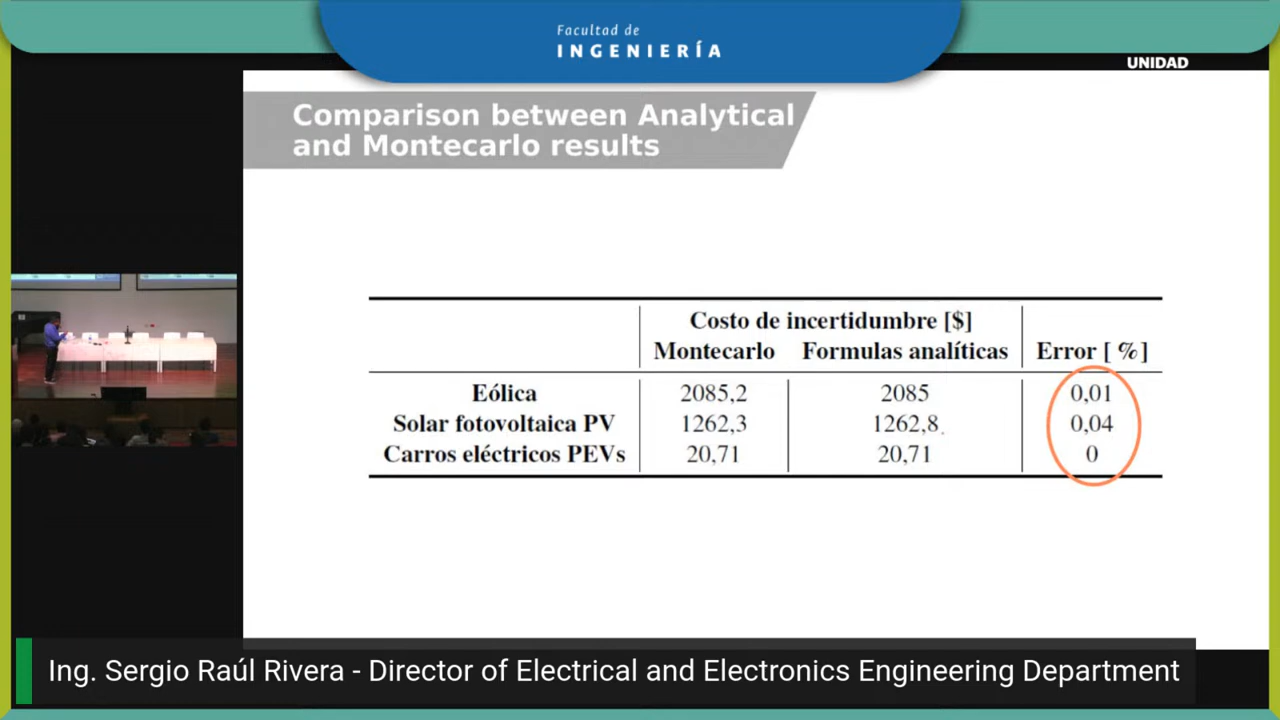 Facultad de
INGENIERÍA
UNIDAD
Comparison between Analytical
and Montecarlo results
Costo de incertidumbre [$]
Montecarlo Formulas analíticas Error [ %]
Eólica 2085,2 2085 0,01
Solar fotovoltaica PV 1262,3 1262,8 0,04
Carros eléctricos PEVs 20,71 20,71 0
Ing. Sergio Raúl Rivera - Director of Electrical and Electronics Engineering Department